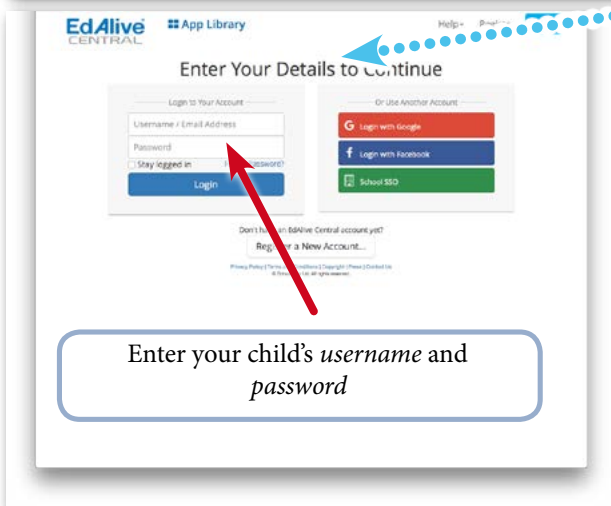 EdAlive
CENTRAL
App Library
Help
Enter Your Details to Continue
Login to Your Account
Or Use Another Account
Username / Email Address
Password
Stay logged in
Login
G Login with Google
f Login with Facebook
School SSO
Don't have an EdAlive Central account yet?
Register a New Account...
Enter your child's username and
password